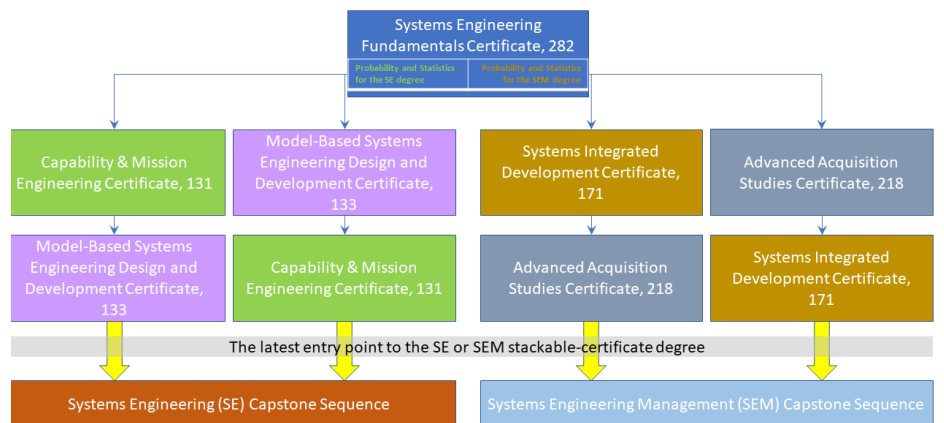 Systems Engineering
Fundamentals Certificate, 282
Probability and Statistics
for the SE degree
Probability and Statistics
for the SEM degree
Capability & Mission
Engineering Certificate, 131
Model-Based Systems
Engineering Design and
Development Certificate,
133
Systems Integrated
Development Certificate,
171
Advanced Acquisition
Studies Certificate, 218
Model-Based Systems
Engineering Design and
Development Certificate,
133
Capability & Mission
Engineering Certificate, 131
Advanced Acquisition
Studies Certificate, 218
Systems Integrated
Development Certificate,
171
The latest entry point to the SE or SEM stackable-certificate degree
Systems Engineering (SE) Capstone Sequence
Systems Engineering Management (SEM) Capstone Sequence